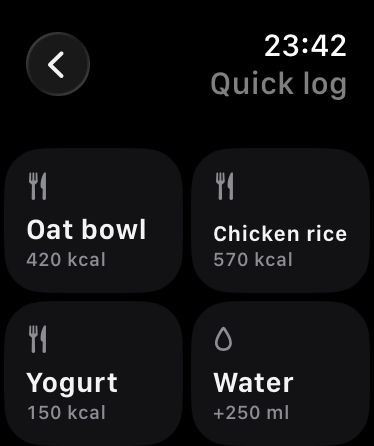 23:42
Quick log
Oat bowl
420 kcal
Chicken rice
570 kcal
Yogurt
150 kcal
Water
+250 ml